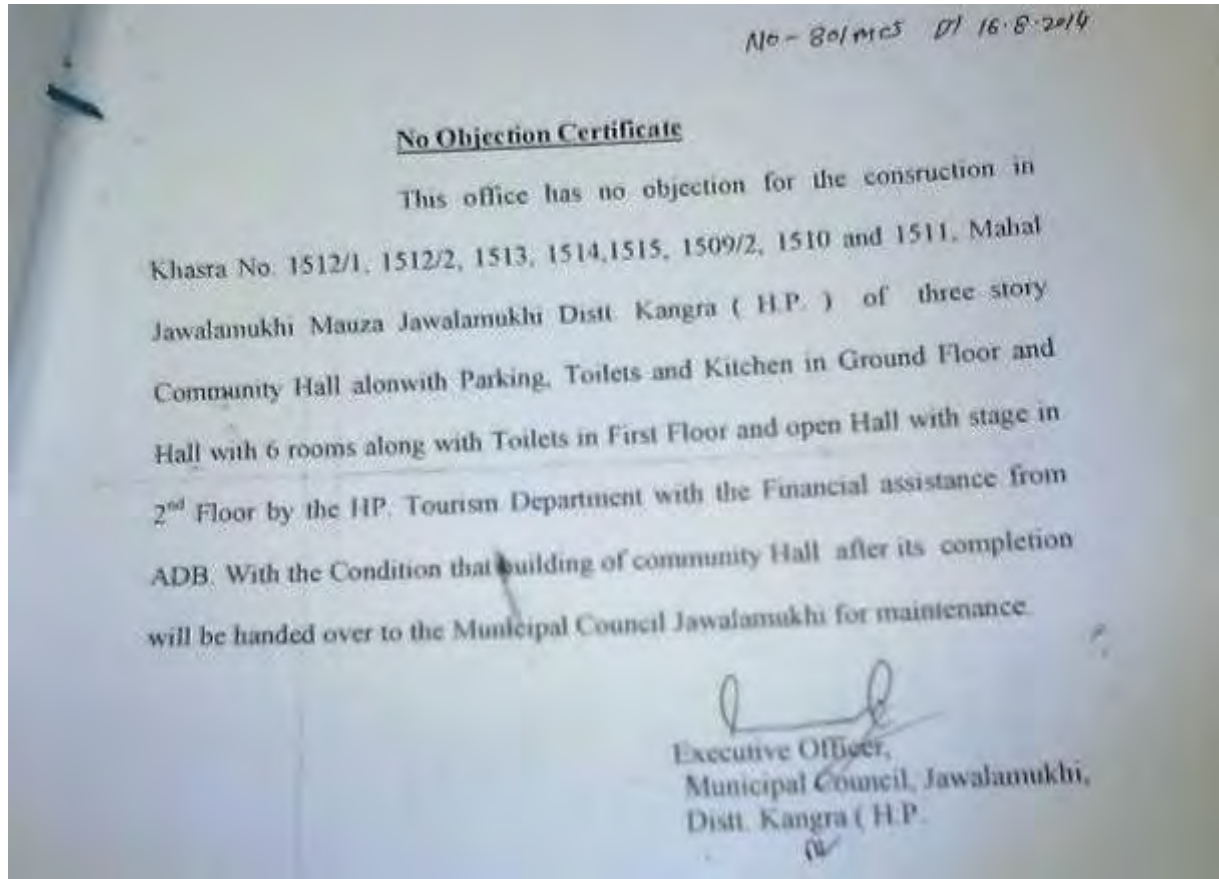 No - 80/MCJ Dt 16.8.2014
No Objection Certificate
This office has no objection for the consruction in
Khasra No. 1512/1, 1512/2, 1513, 1514,1515, 1509/2, 1510 and 1511, Mahal
Jawalamukhi Mauza Jawalamukhi Distt. Kangra ( H.P. ) of three story
Community Hall alonwith Parking, Toilets and Kitchen in Ground Floor and
Hall with 6 rooms along with Toilets in First Floor and open Hall with stage in
2nd Floor by the HP. Tourism Department with the Financial assistance from
ADB. With the Condition that building of community Hall after its completion
will be handed over to the Municipal Council Jawalamukhi for maintenance.
Executive Officer,
Municipal Council, Jawalamukhi,
Distt. Kangra ( H.P.